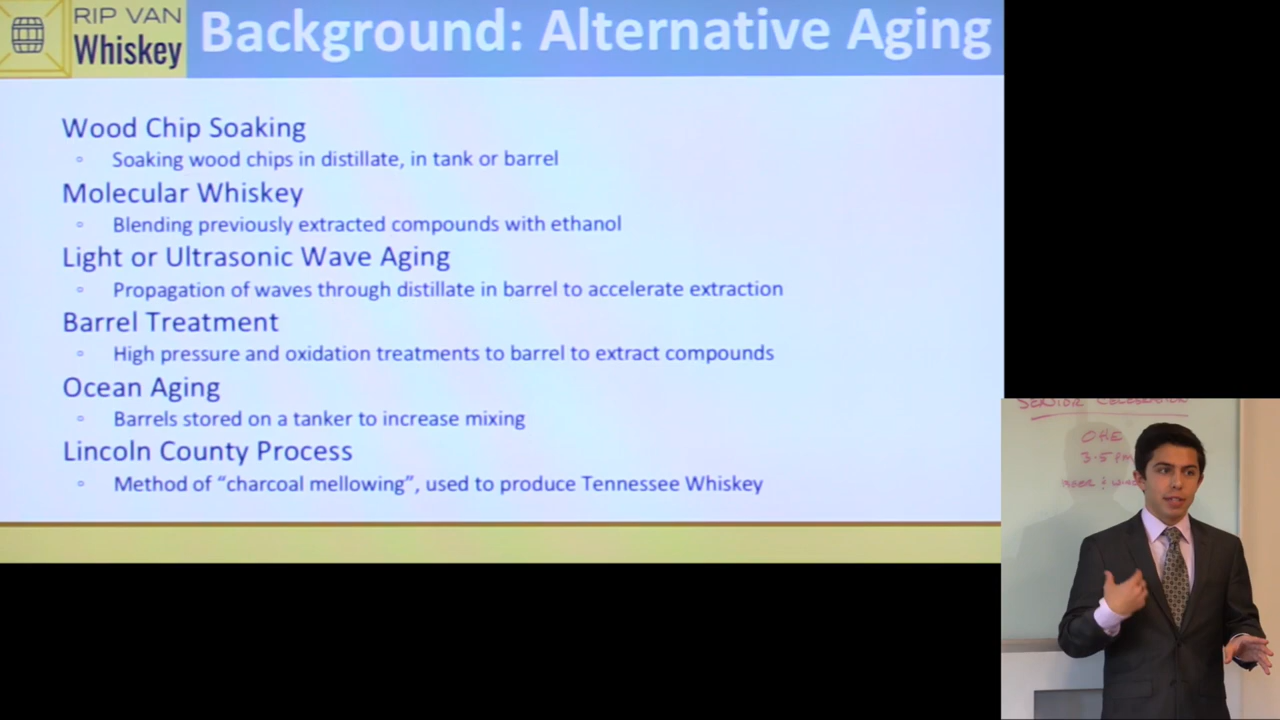 RIP VAN
Whiskey
Background: Alternative Aging
Wood Chip Soaking
◦ Soaking wood chips in distillate, in tank or barrel
Molecular Whiskey
◦ Blending previously extracted compounds with ethanol
Light or Ultrasonic Wave Aging
◦ Propagation of waves through distillate in barrel to accelerate extraction
Barrel Treatment
◦ High pressure and oxidation treatments to barrel to extract compounds
Ocean Aging
◦ Barrels stored on a tanker to increase mixing
Lincoln County Process
◦ Method of “charcoal mellowing”, used to produce Tennessee Whiskey
SENIOR CELEBRATION
O.H.E
3-5 PM